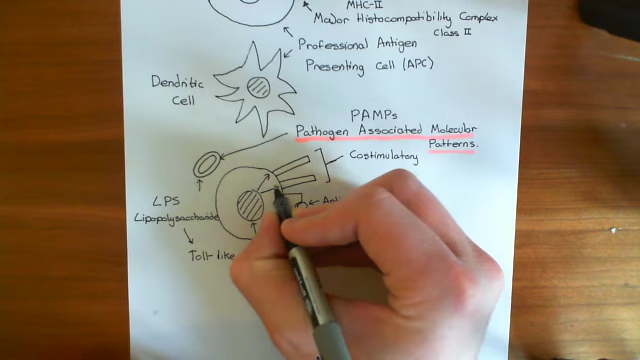 MHC-II
Major Histocompatibility Complex
Class II
Professional Antigen
Presenting Cell (APC)
Dendritic
Cell
PAMPs
Pathogen Associated Molecular
Patterns.
Costimulatory
LPS
Lipopolysaccharide